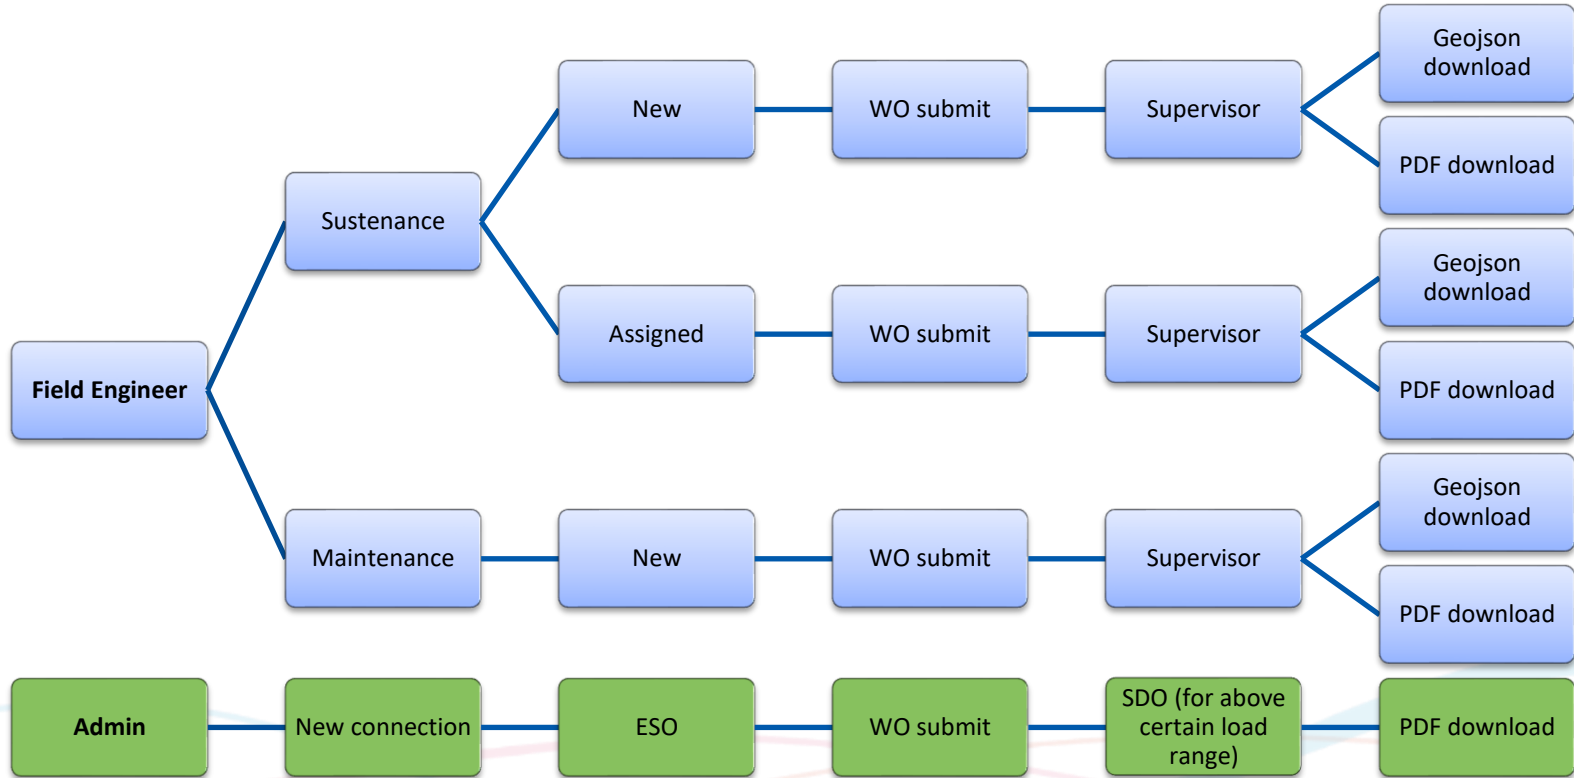 Geojson
download
New
WO submit
Supervisor
PDF download
Sustenance
Geojson
download
Assigned
WO submit
Supervisor
PDF download
Field Engineer
Geojson
download
Maintenance
New
WO submit
Supervisor
PDF download
Admin
New connection
ESO
WO submit
SDO (for above
certain load
range)
PDF download